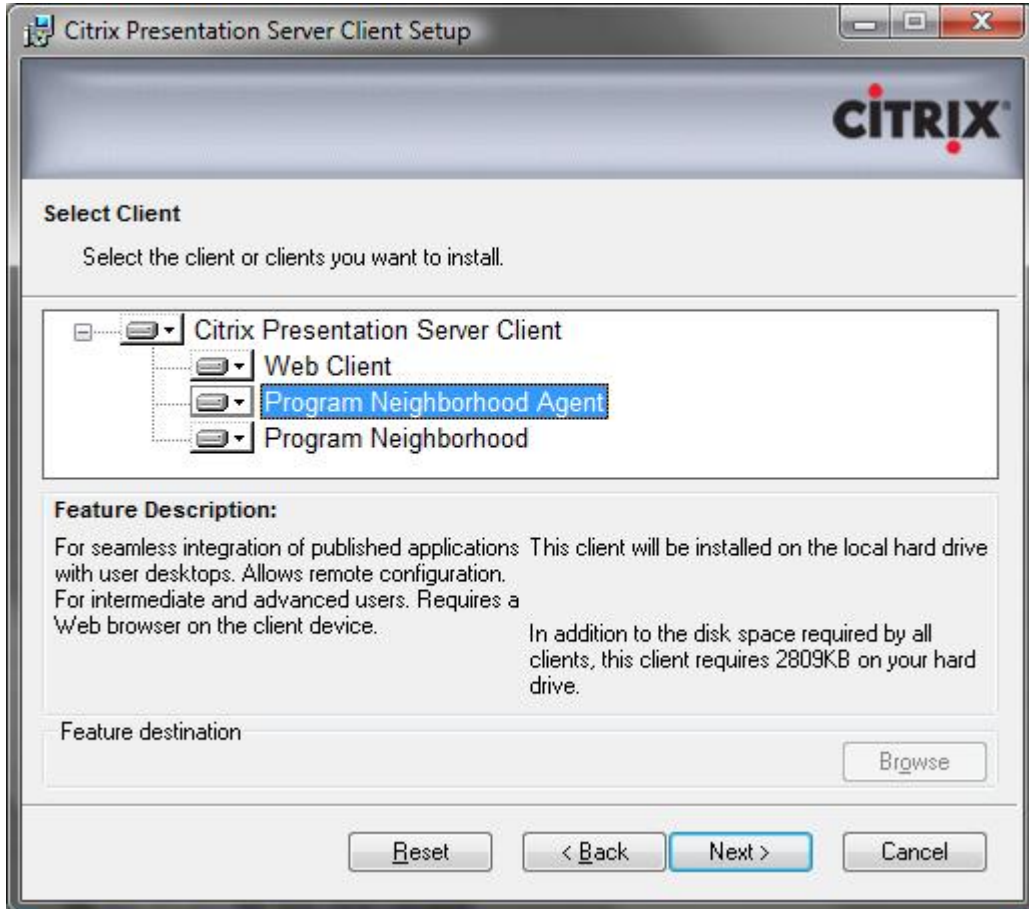 Citrix Presentation Server Client Setup
CİTRIX
Select Client
Select the client or clients you want to install.
Citrix Presentation Server Client
Web Client
Program Neighborhood Agent
Program Neighborhood
Feature Description:
For seamless integration of published applications
with user desktops. Allows remote configuration.
For intermediate and advanced users. Requires a
Web browser on the client device.
This client will be installed on the local hard drive
In addition to the disk space required by all
clients, this client requires 2809KB on your hard
drive.
Feature destination
Browse
Reset
< Back
Next >
Cancel